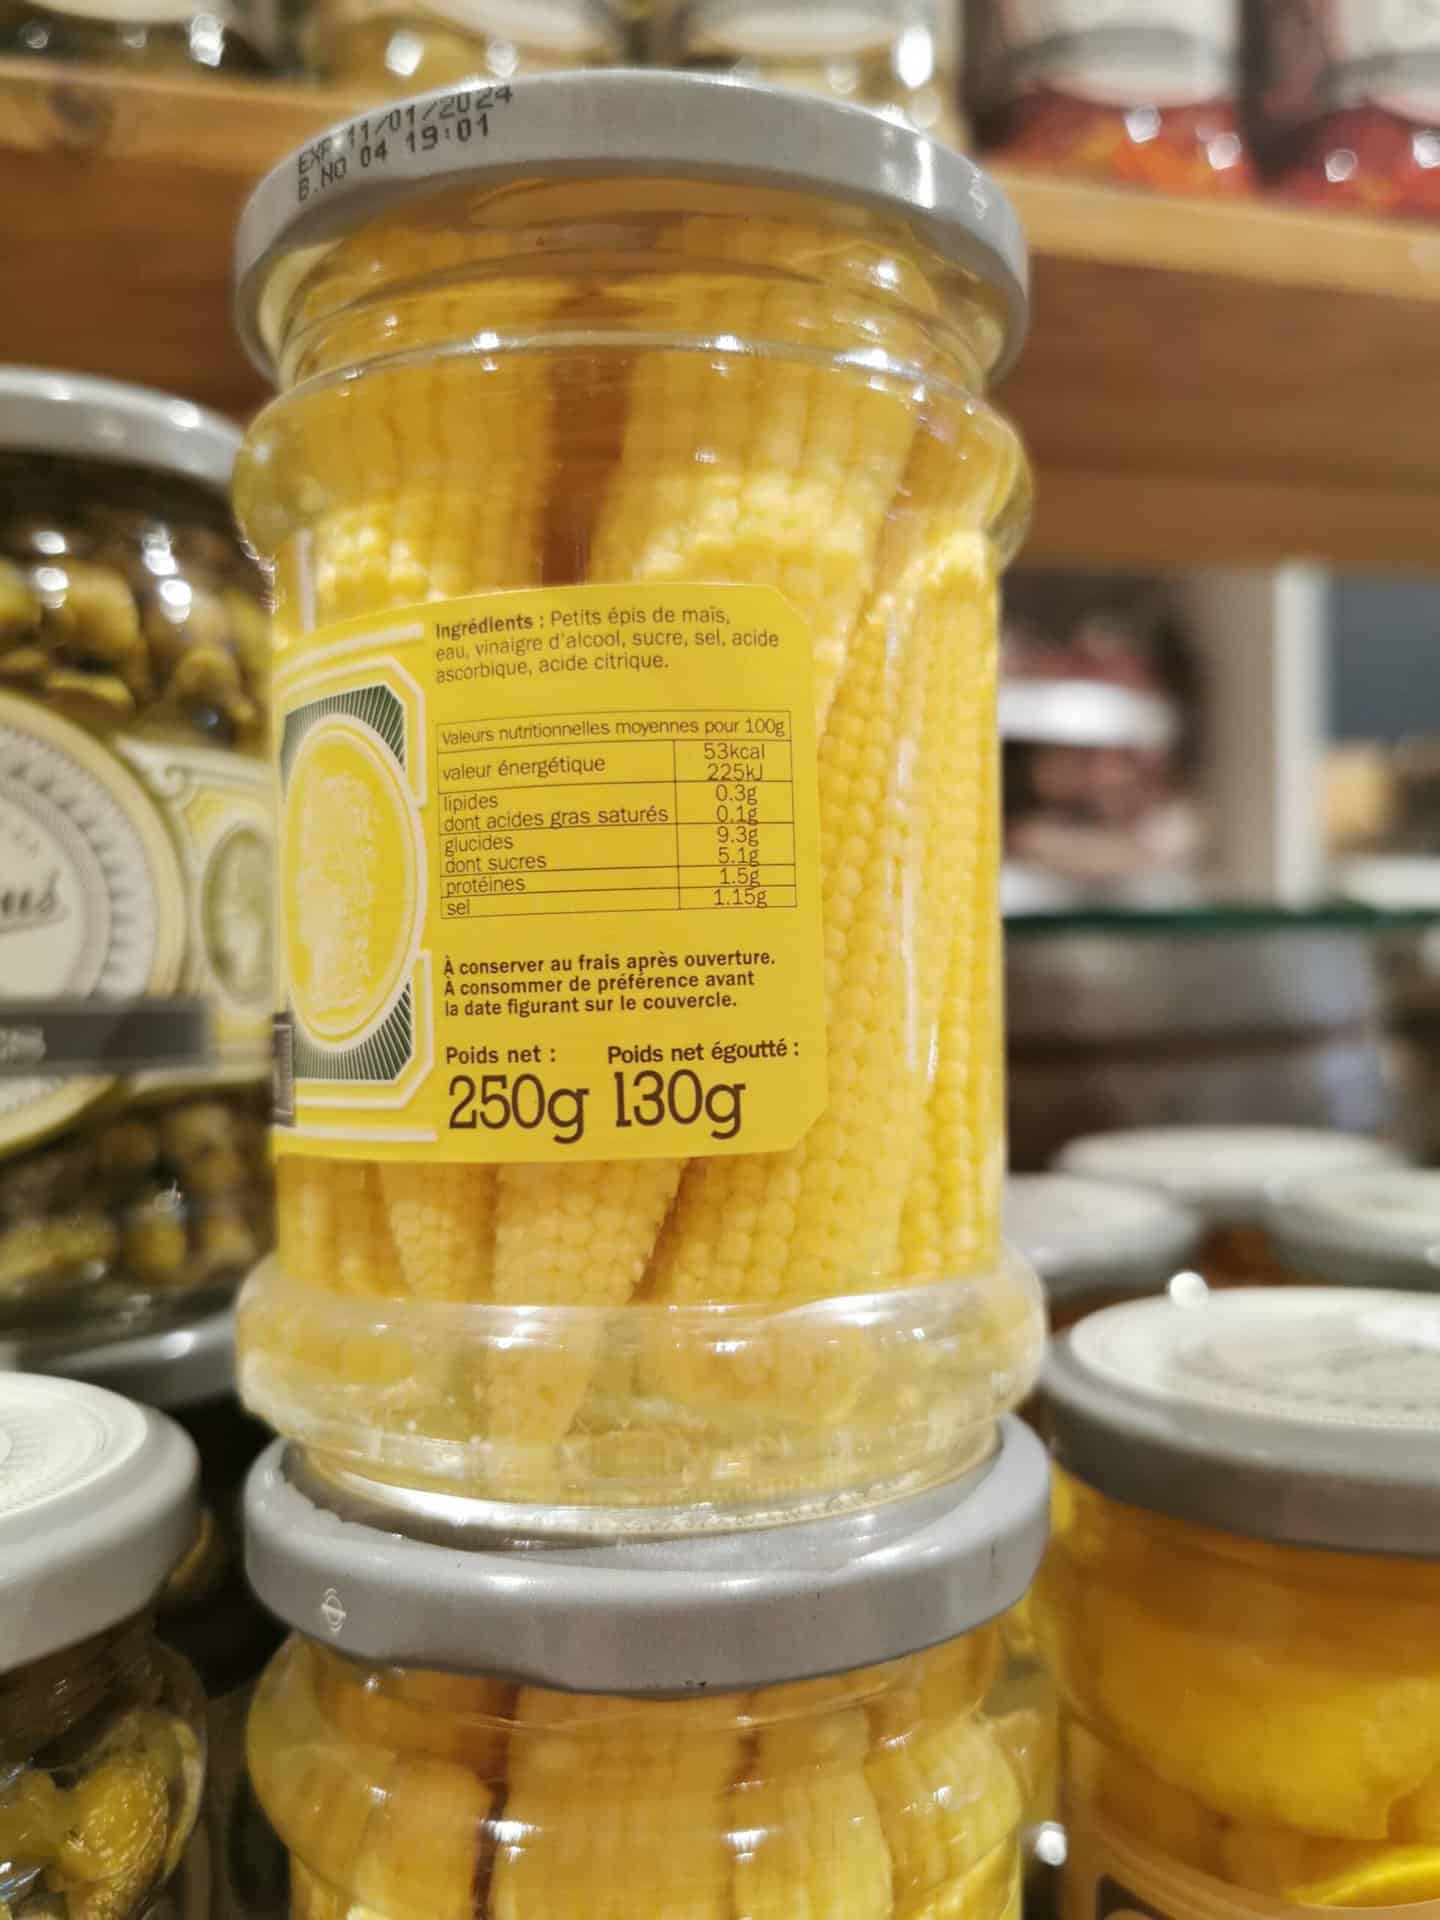 EXP 11/01/2024
B.NO 04 19:01
Ingrédients : Petits épis de maïs,
eau, vinaigre d'alcool, sucre, sel, acide
ascorbique, acide citrique.
Valeurs nutritionnelles moyennes pour 100g
valeur énergétique 53kcal
225kJ
lipides 0.3g
dont acides gras saturés 0.1g
glucides 9.3g
dont sucres 5.1g
protéines 1.5g
sel 1.15g
À conserver au frais après ouverture.
À consommer de préférence avant
la date figurant sur le couvercle.
Poids net : Poids net égoutté :
250g 130g